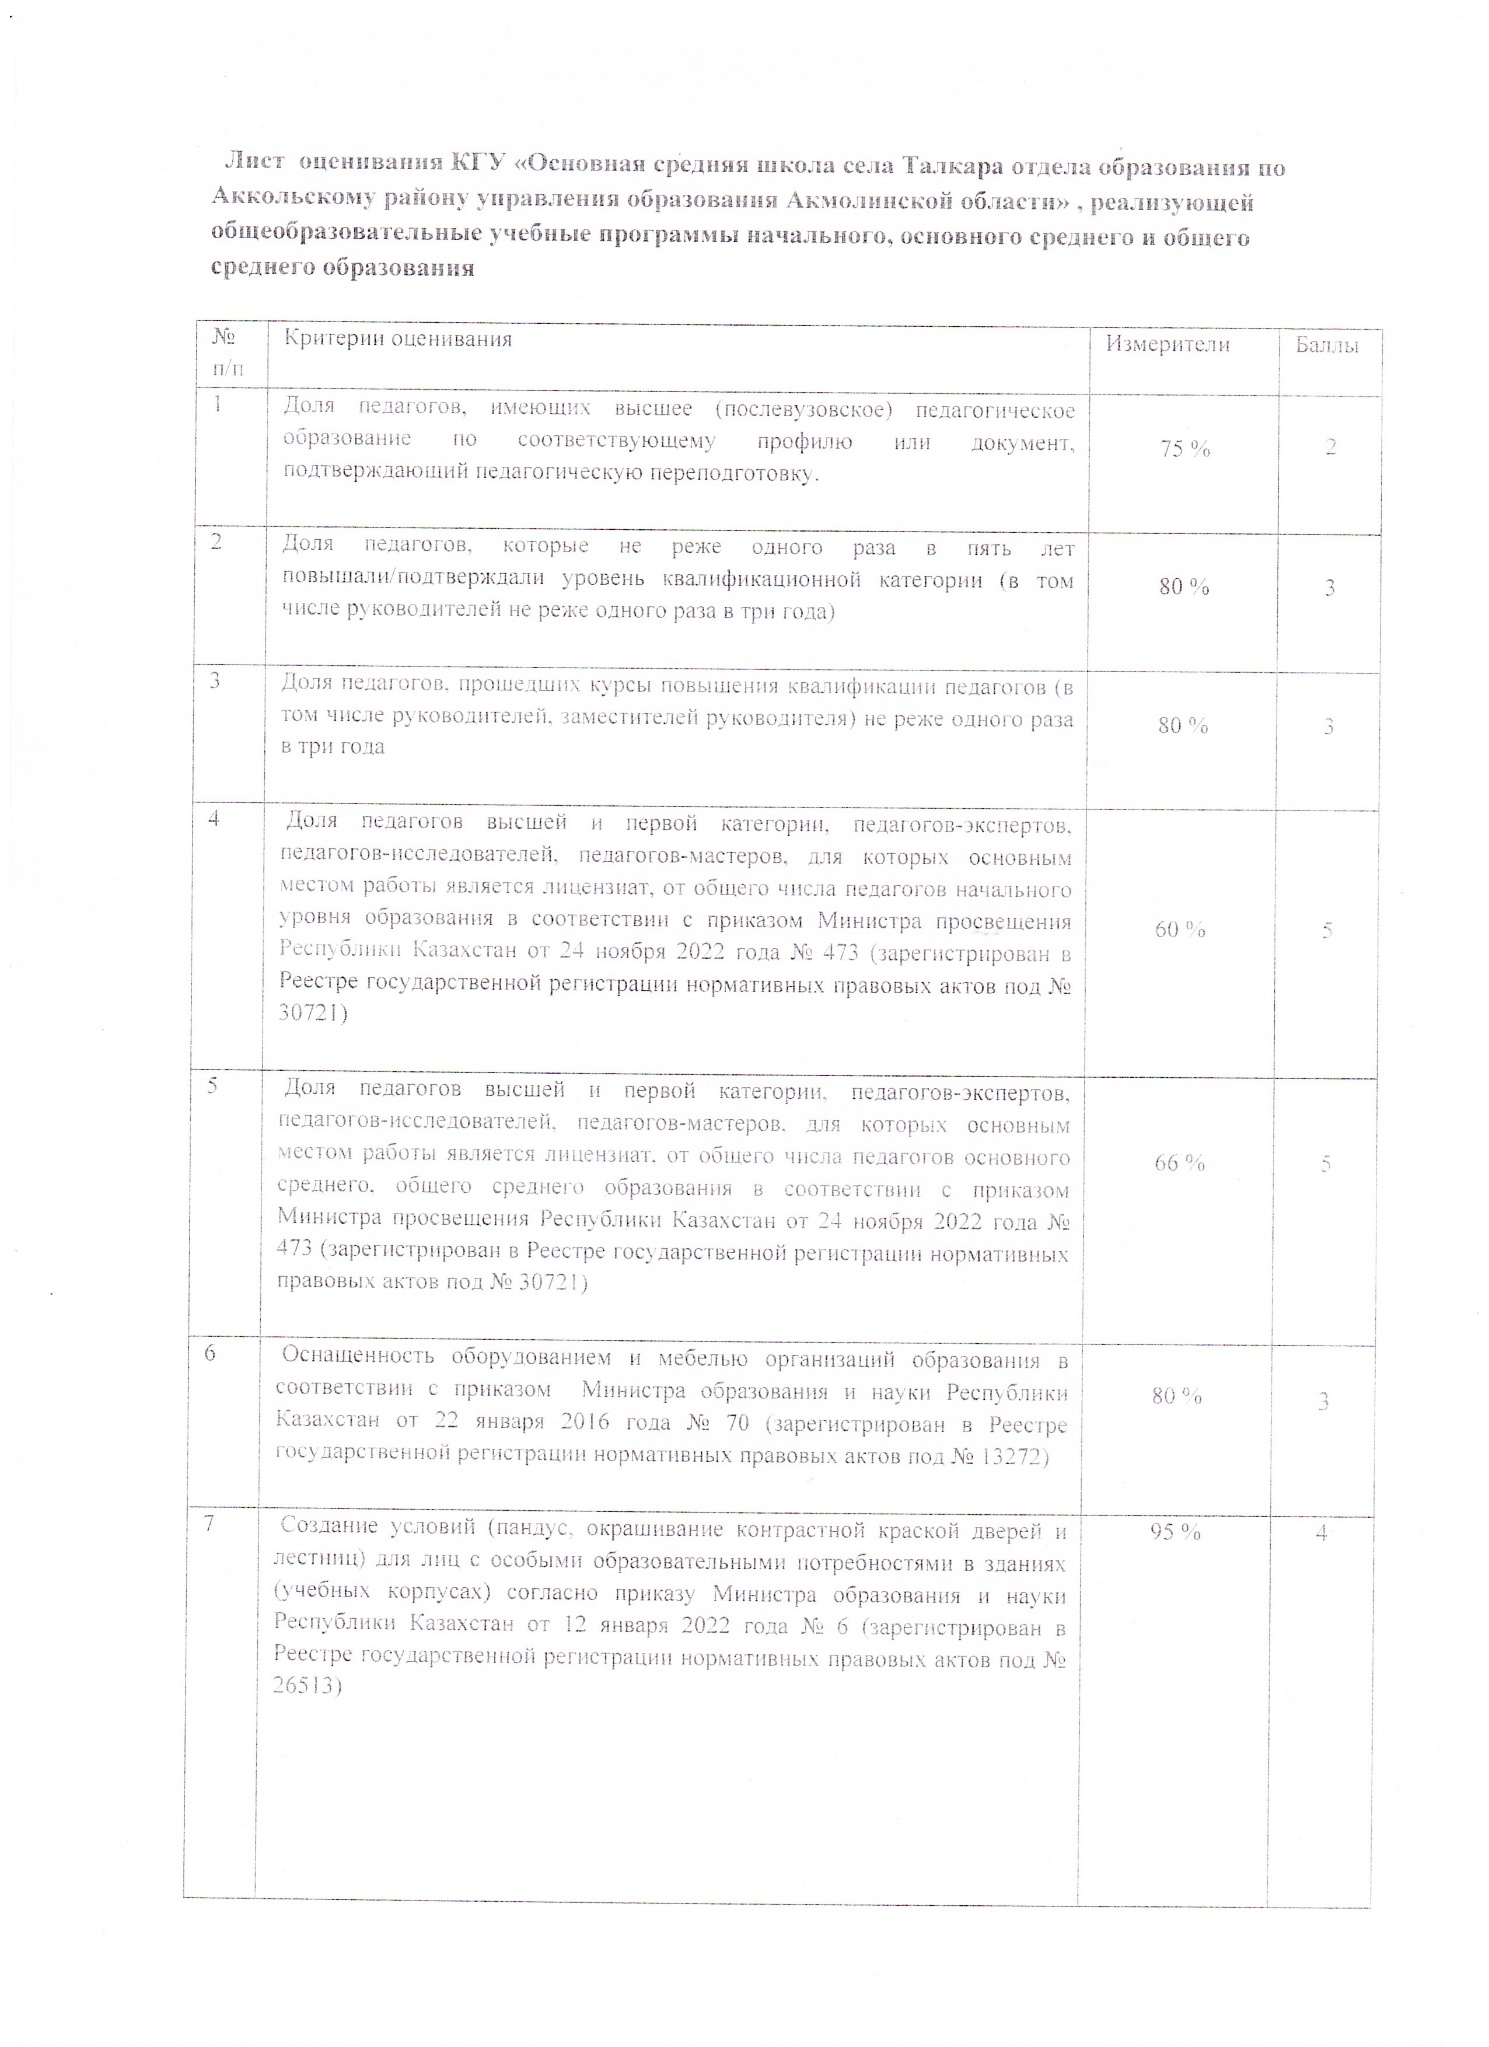 Лист оценивания КГУ «Основная средняя школа села Талкара отдела образования по
Аккольскому району управления образования Акмолинской области» , реализующей
общеобразовательные учебные программы начального, основного среднего и общего
среднего образования
№ п/п
Критерии оценивания
Измерители
Баллы
1
Доля педагогов, имеющих высшее (послевузовское) педагогическое
образование по соответствующему профилю или документ,
подтверждающий педагогическую переподготовку.
75 %
2
2
Доля педагогов, которые не реже одного раза в пять лет
повышали/подтверждали уровень квалификационной категории (в том
числе руководителей не реже одного раза в три года)
80 %
3
3
Доля педагогов, прошедших курсы повышения квалификации педагогов (в
том числе руководителей, заместителей руководителя) не реже одного раза
в три года
80 %
3
4
Доля педагогов высшей и первой категории, педагогов-экспертов,
педагогов-исследователей, педагогов-мастеров, для которых основным
местом работы является лицензиат, от общего числа педагогов начального
уровня образования в соответствии с приказом Министра просвещения
Республики Казахстан от 24 ноября 2022 года № 473 (зарегистрирован в
Реестре государственной регистрации нормативных правовых актов под №
30721)
60 %
5
5
Доля педагогов высшей и первой категории, педагогов-экспертов,
педагогов-исследователей, педагогов-мастеров, для которых основным
местом работы является лицензиат, от общего числа педагогов основного
среднего, общего среднего образования в соответствии с приказом
Министра просвещения Республики Казахстан от 24 ноября 2022 года №
473 (зарегистрирован в Реестре государственной регистрации нормативных
правовых актов под № 30721)
66 %
5
6
Оснащенность оборудованием и мебелью организаций образования в
соответствии с приказом Министра образования и науки Республики
Казахстан от 22 января 2016 года № 70 (зарегистрирован в Реестре
государственной регистрации нормативных правовых актов под № 13272)
80 %
3
7
Создание условий (пандус, окрашивание контрастной краской дверей и
лестниц) для лиц с особыми образовательными потребностями в зданиях
(учебных корпусах) согласно приказу Министра образования и науки
Республики Казахстан от 12 января 2022 года № 6 (зарегистрирован в
Реестре государственной регистрации нормативных правовых актов под №
26513)
95 %
4